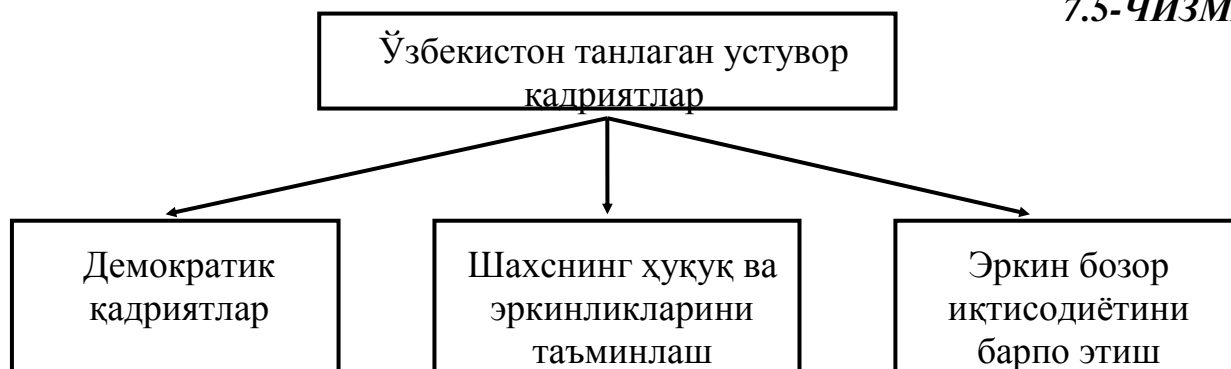 7.5-ЧИЗМ
Ўзбекистон танлаган устувор
қадриятлар
Демократик
қадриятлар
Шахснинг ҳуқуқ ва
эркинликларини
таъминлаш
Эркин бозор
иқтисодиётини
барпо этиш